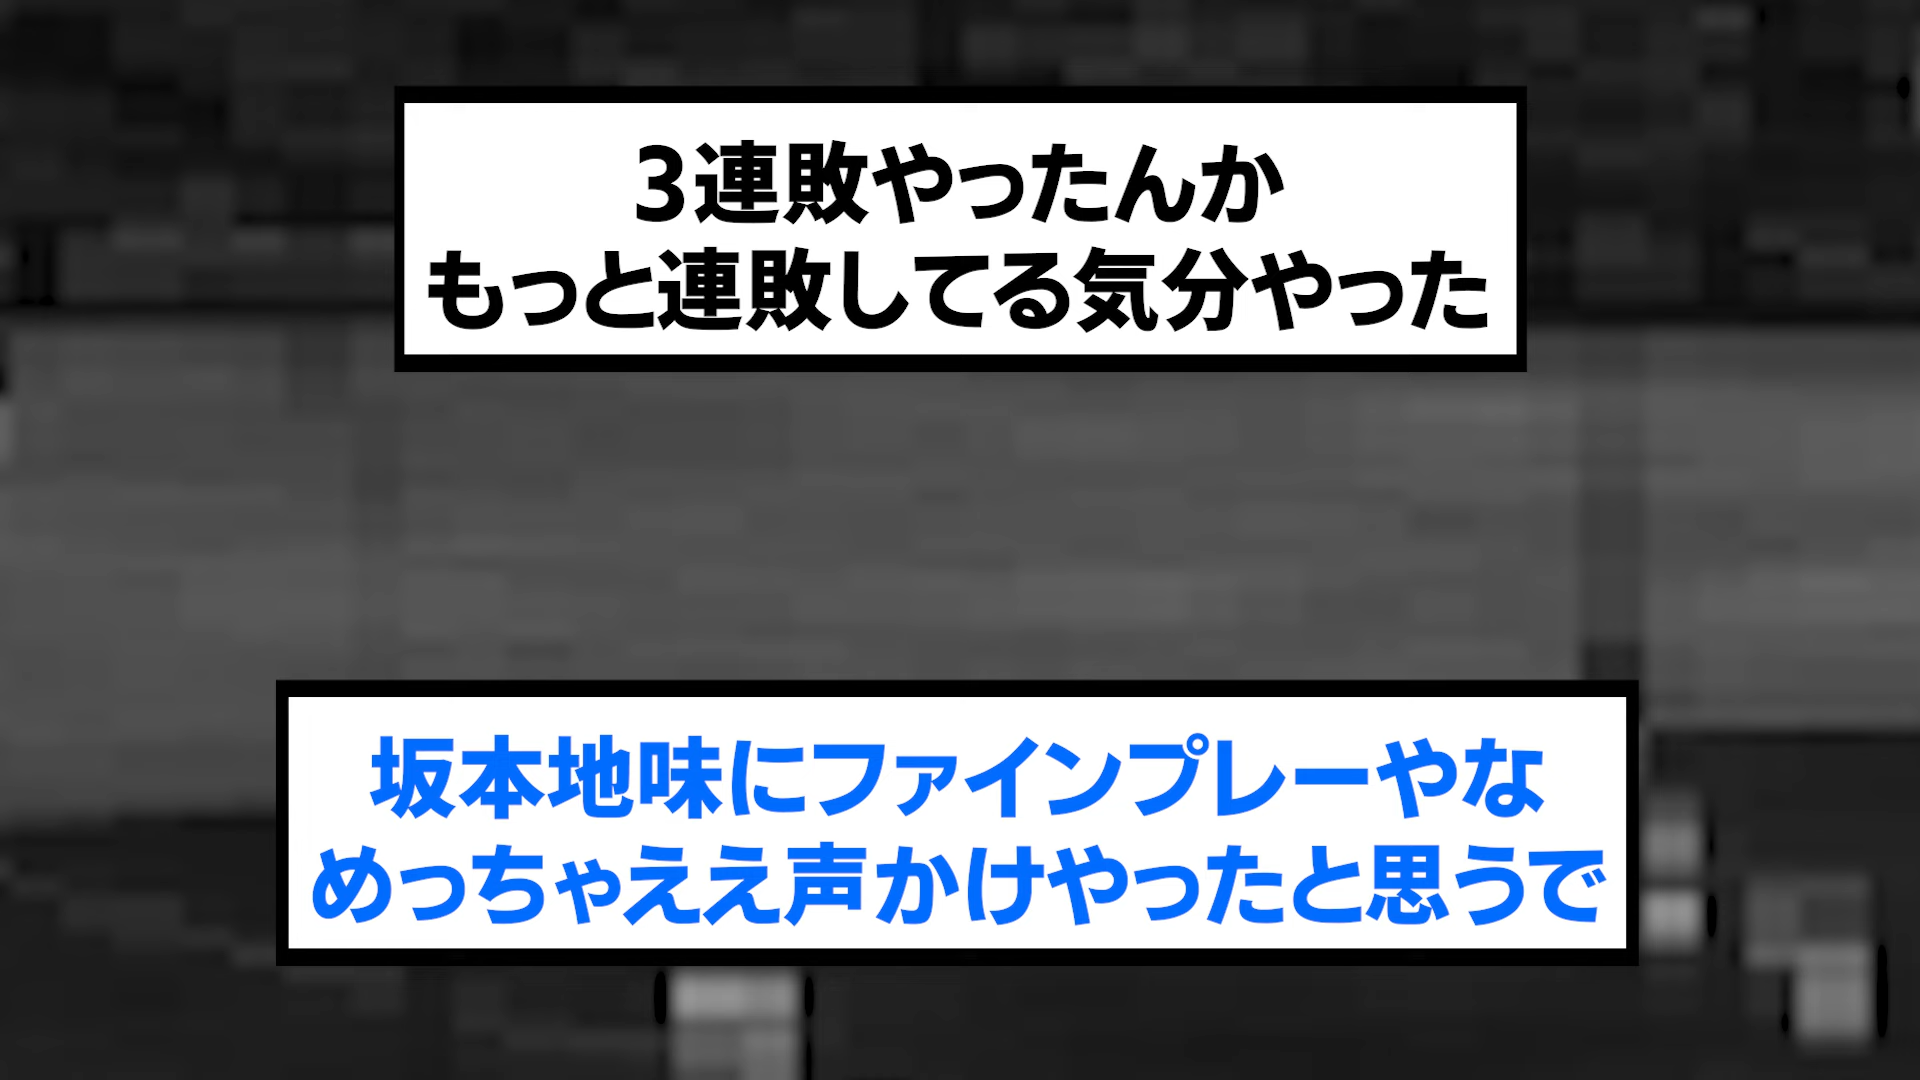 3連敗やったんか
もっと連敗してる気分やった
坂本地味にファインプレーやな
めっちゃええ声かけやったと思うで